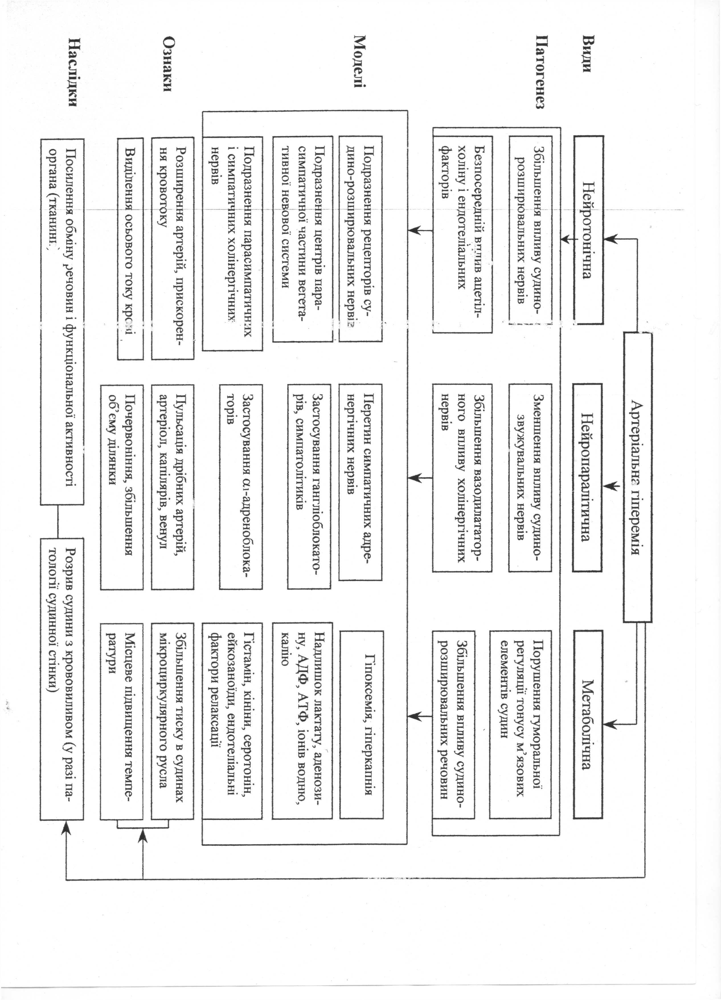 Артеріальна гіперемія
Види
Нейротонічна
Нейропаралітична
Метаболічна
Патогенез
Збільшення впливу судино-
розширювальних нервів
Зменшення впливу судино-
звужувальних нервів
Порушення гуморальної
регуляції тонусу м’язових
елементів судин
Безпосередній вплив ацетіл-
холіну і ендотеліальних
факторів
Збільшення вазодилататор-
ного впливу холінергічних
нервів
Збільшення впливу судино-
розширювальних речовин
Моделі
Подразнення рецепторів су-
дино-розширювальних нервів
Перетин симпатичних адре-
нергічних нервів
Гіпоксемія, гіперкапнія
Подразнення центрів пара-
симпатичної частини вегета-
тивної невової системи
Застосування гангліоблокато-
рів, симпатолітиків
Надлишок лактату, аденози-
ну, АДФ, АТФ, іонів водню,
калію
Подразнення парасимпатичних
і симпатичних холінергічних
нервів
Застосування α₁-адреноблока-
торів
Гістамін, кініни, серотонін,
ейкозаноїди, ендотеліальні
фактори релаксації
Ознаки
Розширення артерій, прискорен-
ня кровотоку
Пульсація дрібних артерій,
артеріол, капілярів, венул
Збільшення тиску в судинах
мікроциркулярного русла
Виділення осьового току крові
Почервоніння, збільшення
об’єму ділянки
Місцеве підвищення темпе-
ратури
Наслідки
Посилення обміну речовин і функціональної активності
органа (тканини)
Розрив судини з крововиливом (у разі па-
тології судинної стінки)